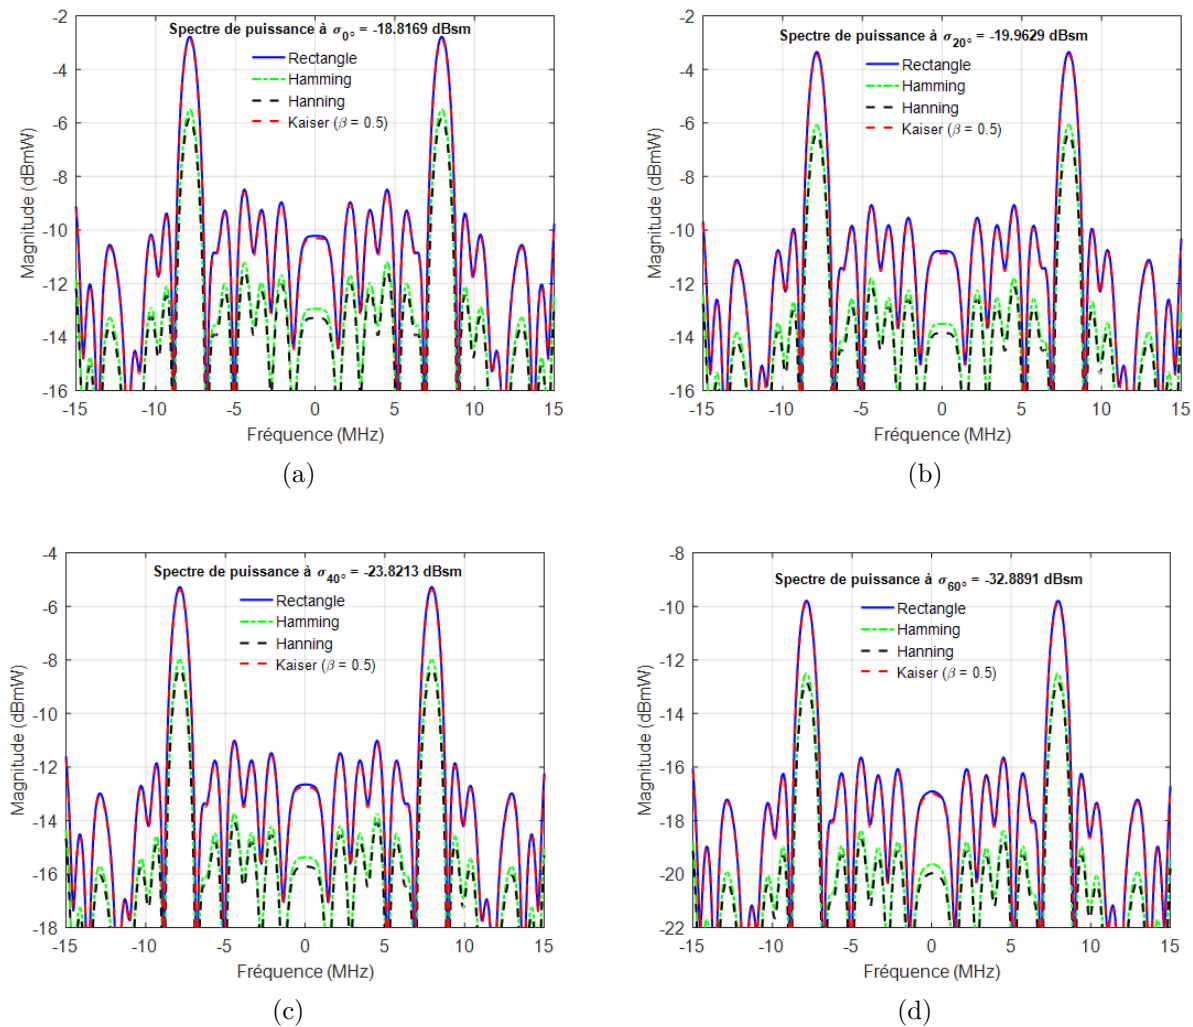 Spectre de puissance à σ0° = -18.8169 dBsm
Rectangle
Hamming
Hanning
Kaiser (β = 0.5)
Magnitude (dBmW)
-2
-4
-6
-8
-10
-12
-14
-16
-15
-10
-5
0
5
10
15
Fréquence (MHz)
(a)
Spectre de puissance à σ20° = -19.9629 dBsm
Rectangle
Hamming
Hanning
Kaiser (β = 0.5)
Magnitude (dBmW)
-2
-4
-6
-8
-10
-12
-14
-16
-15
-10
-5
0
5
10
15
Fréquence (MHz)
(b)
Spectre de puissance à σ40° = -23.8213 dBsm
Rectangle
Hamming
Hanning
Kaiser (β = 0.5)
Magnitude (dBmW)
-4
-6
-8
-10
-12
-14
-16
-18
-15
-10
-5
0
5
10
15
Fréquence (MHz)
(c)
Spectre de puissance à σ60° = -32.8891 dBsm
Rectangle
Hamming
Hanning
Kaiser (β = 0.5)
Magnitude (dBmW)
-8
-10
-12
-14
-16
-18
-20
-22
-15
-10
-5
0
5
10
15
Fréquence (MHz)
(d)